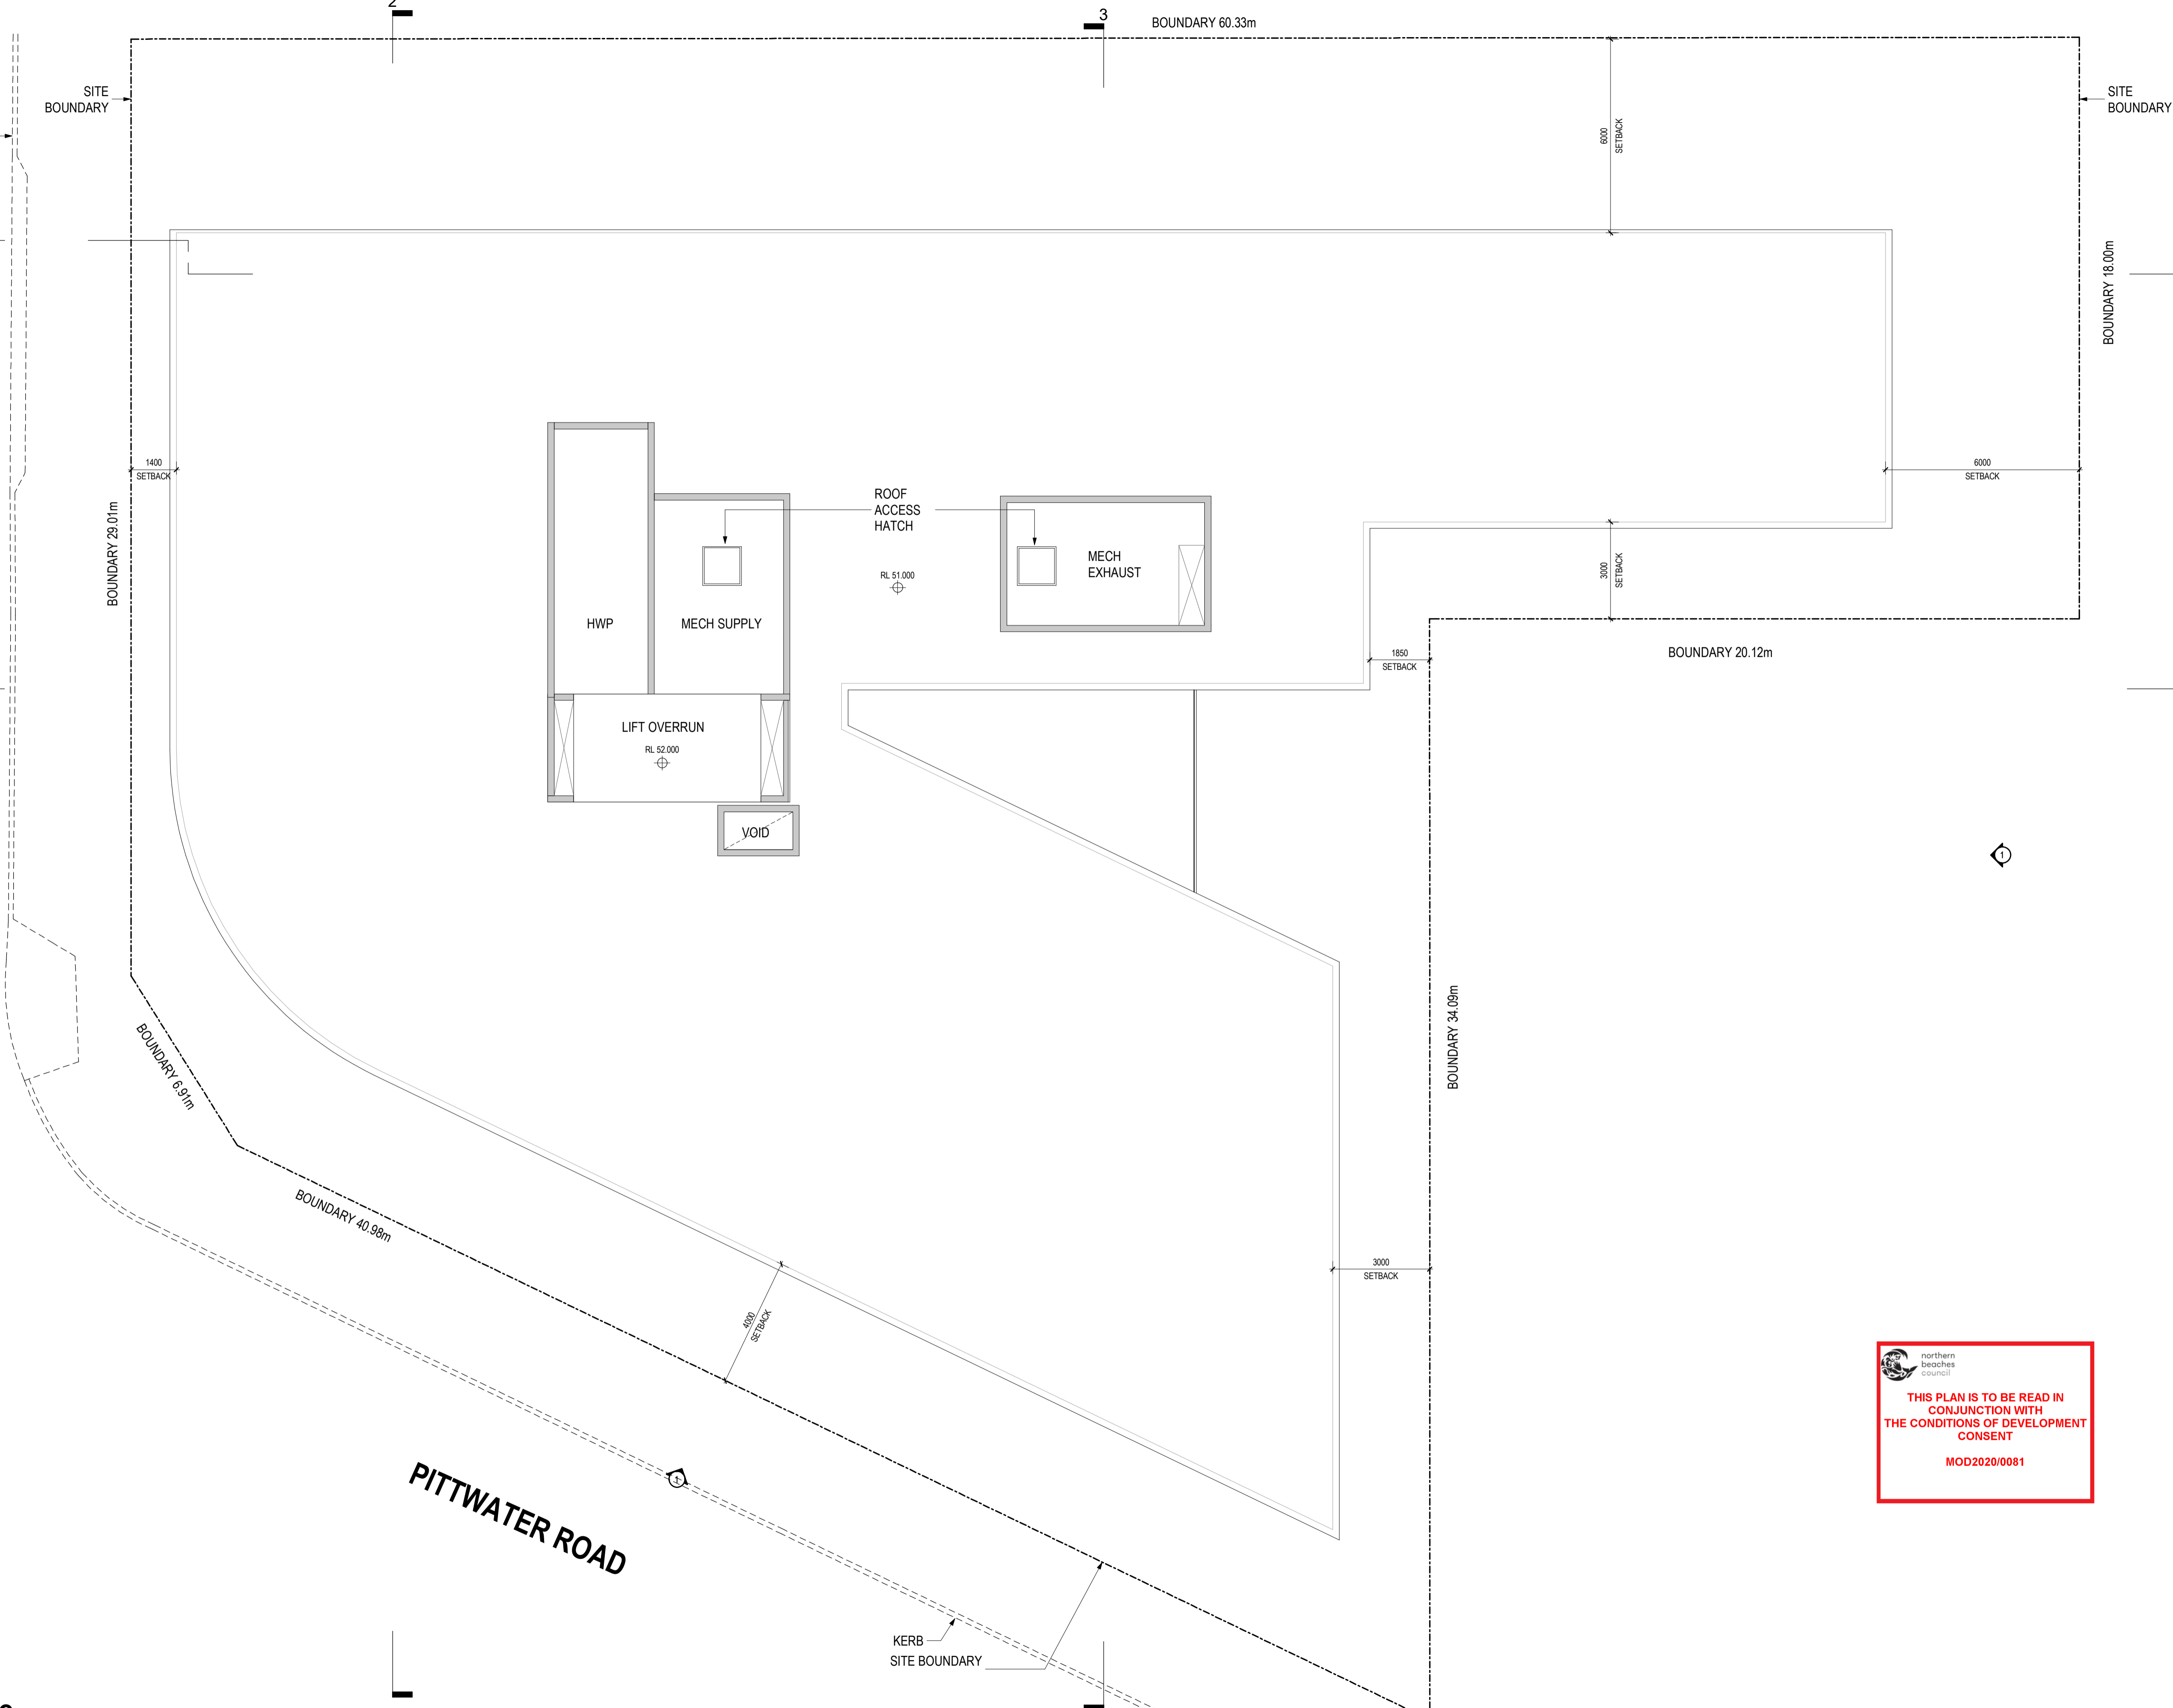 2
3
BOUNDARY 60.33m
SITE
BOUNDARY
SITE
BOUNDARY
6000
SETBACK
BOUNDARY 18.00m
1400
SETBACK
6000
SETBACK
BOUNDARY 29.01m
ROOF
ACCESS
HATCH
MECH
EXHAUST
RL 51.000
3000
SETBACK
HWP
MECH SUPPLY
1850
SETBACK
BOUNDARY 20.12m
LIFT OVERRUN
RL 52.000
VOID
1
BOUNDARY 34.09m
BOUNDARY 6.91m
BOUNDARY 40.98m
3000
SETBACK
4000
SETBACK
northern
beaches
council
THIS PLAN IS TO BE READ IN
CONJUNCTION WITH
THE CONDITIONS OF DEVELOPMENT
CONSENT
MOD2020/0081
1
PITTWATER ROAD
KERB
SITE BOUNDARY